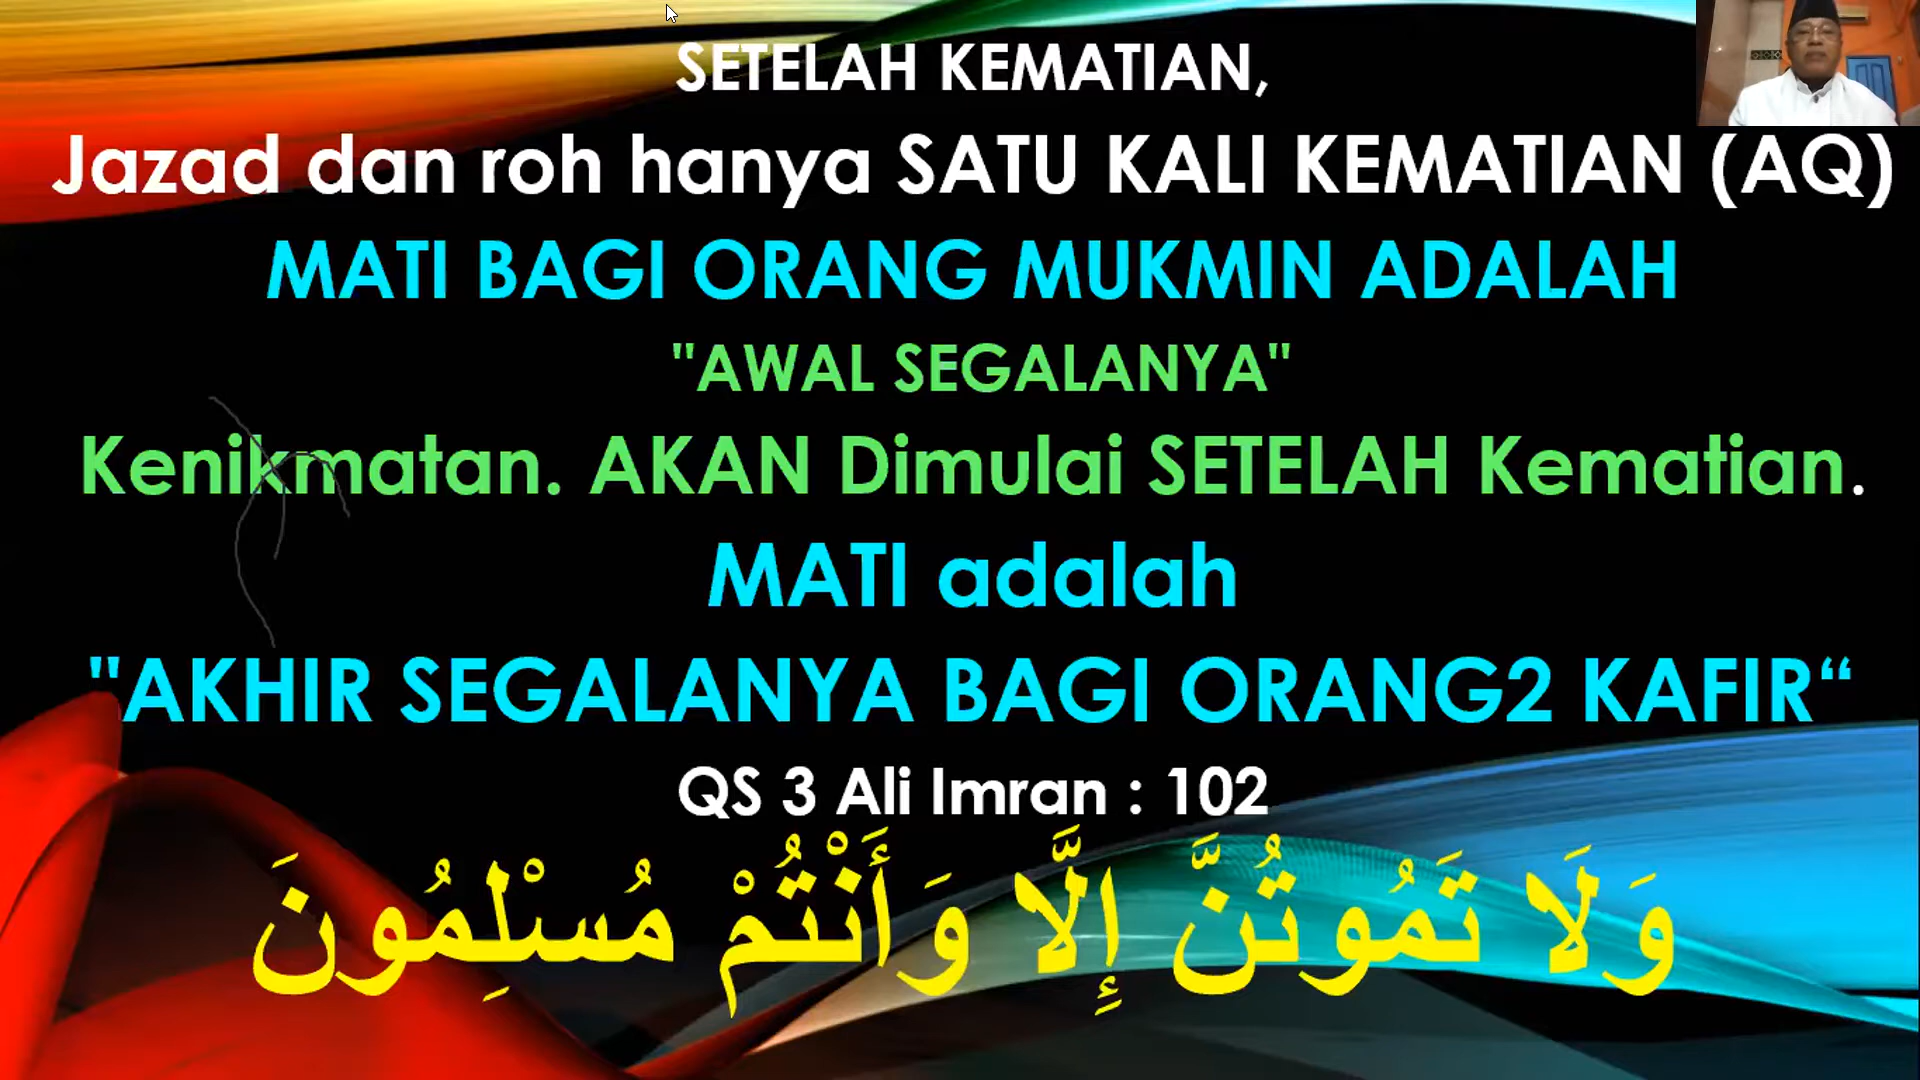 SETELAH KEMATIAN,
Jazad dan roh hanya SATU KALI KEMATIAN (AQ)
MATI BAGI ORANG MUKMIN ADALAH
"AWAL SEGALANYA"
Kenikmatan. AKAN Dimulai SETELAH Kematian.
MATI adalah
"AKHIR SEGALANYA BAGI ORANG2 KAFIR“
QS 3 Ali Imran : 102
وَلَا تَمُوتُنَّ إِلَّا وَأَنْتُمْ مُسْلِمُونَ